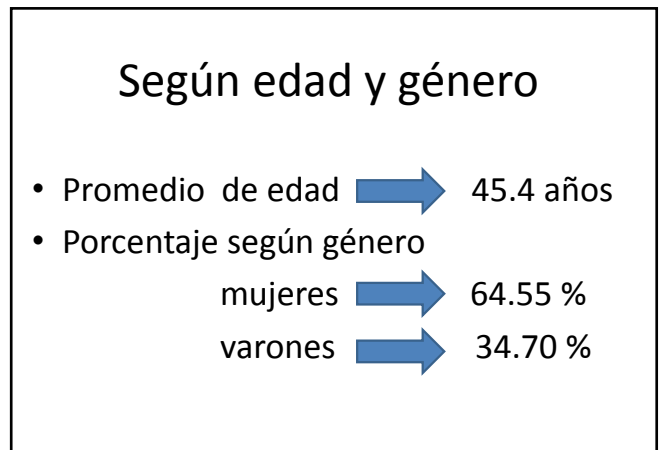 Según edad y género
• Promedio de edad 45.4 años
• Porcentaje según género
mujeres 64.55 %
varones 34.70 %